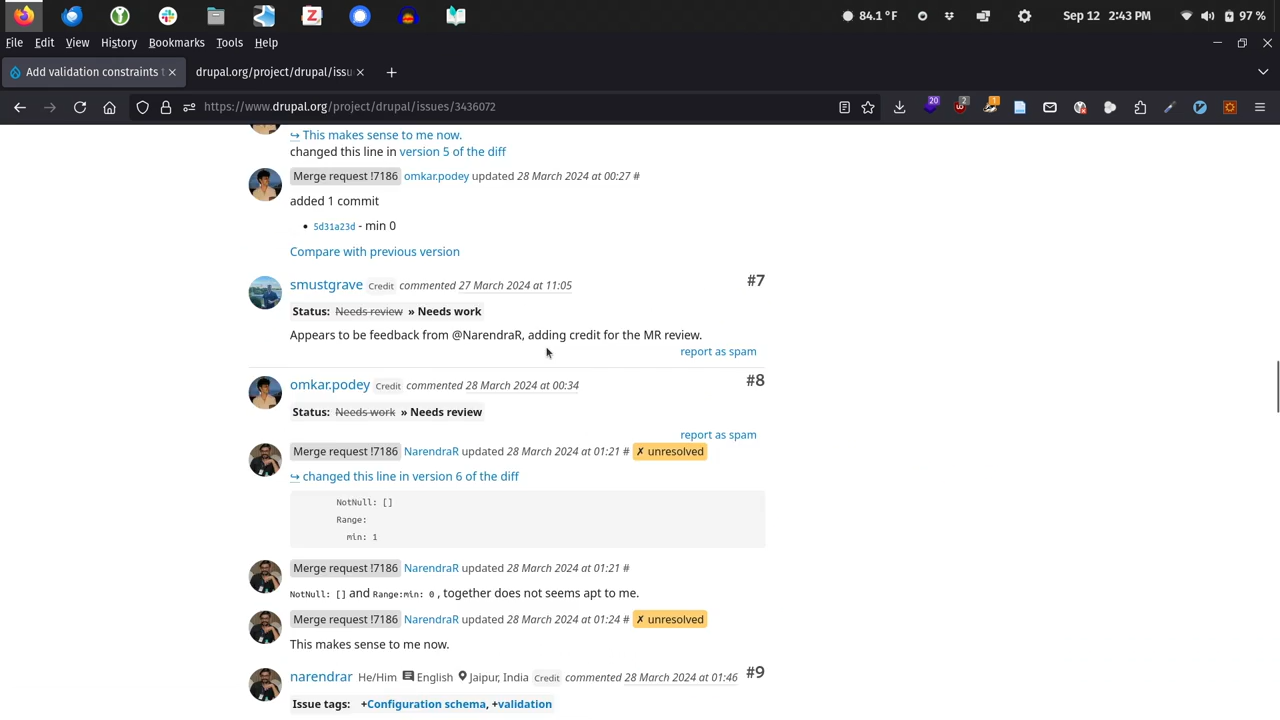 84.1 °F
Sep 12 2:43 PM
97 %
File Edit View History Bookmarks Tools Help
Add validation constraints t
drupal.org/project/drupal/issu
https://www.drupal.org/project/drupal/issues/3436072
20
2
1
↪ This makes sense to me now.
changed this line in version 5 of the diff
Merge request !7186 omkar.podey updated 28 March 2024 at 00:27 #
added 1 commit
• 5d31a23d - min 0
Compare with previous version
smustgrave Credit commented 27 March 2024 at 11:05 #7
Status: Needs review » Needs work
Appears to be feedback from @NarendraR, adding credit for the MR review.
report as spam
omkar.podey Credit commented 28 March 2024 at 00:34 #8
Status: Needs work » Needs review
report as spam
Merge request !7186 NarendraR updated 28 March 2024 at 01:21 # ✗ unresolved
↪ changed this line in version 6 of the diff
NotNull: []
Range:
min: 1
Merge request !7186 NarendraR updated 28 March 2024 at 01:21 #
NotNull: [] and Range:min: 0 , together does not seems apt to me.
Merge request !7186 NarendraR updated 28 March 2024 at 01:24 # ✗ unresolved
This makes sense to me now.
narendrar He/Him English Jaipur, India Credit commented 28 March 2024 at 01:46 #9
Issue tags: +Configuration schema, +validation